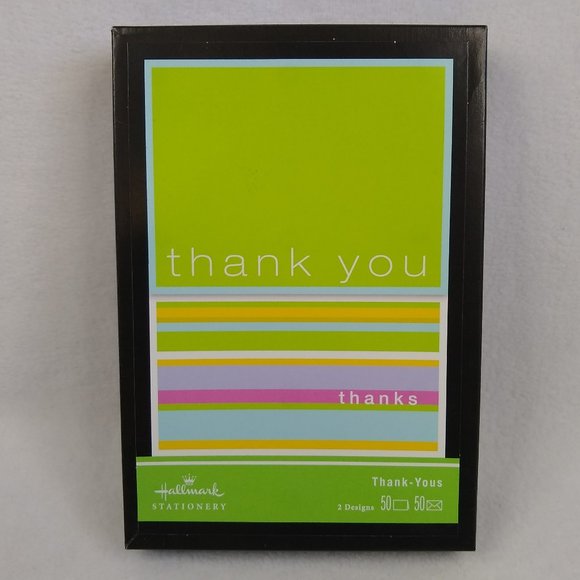 thank you
thanks
Hallmark
STATIONERY
Thank-Yous
2 Designs 50 50